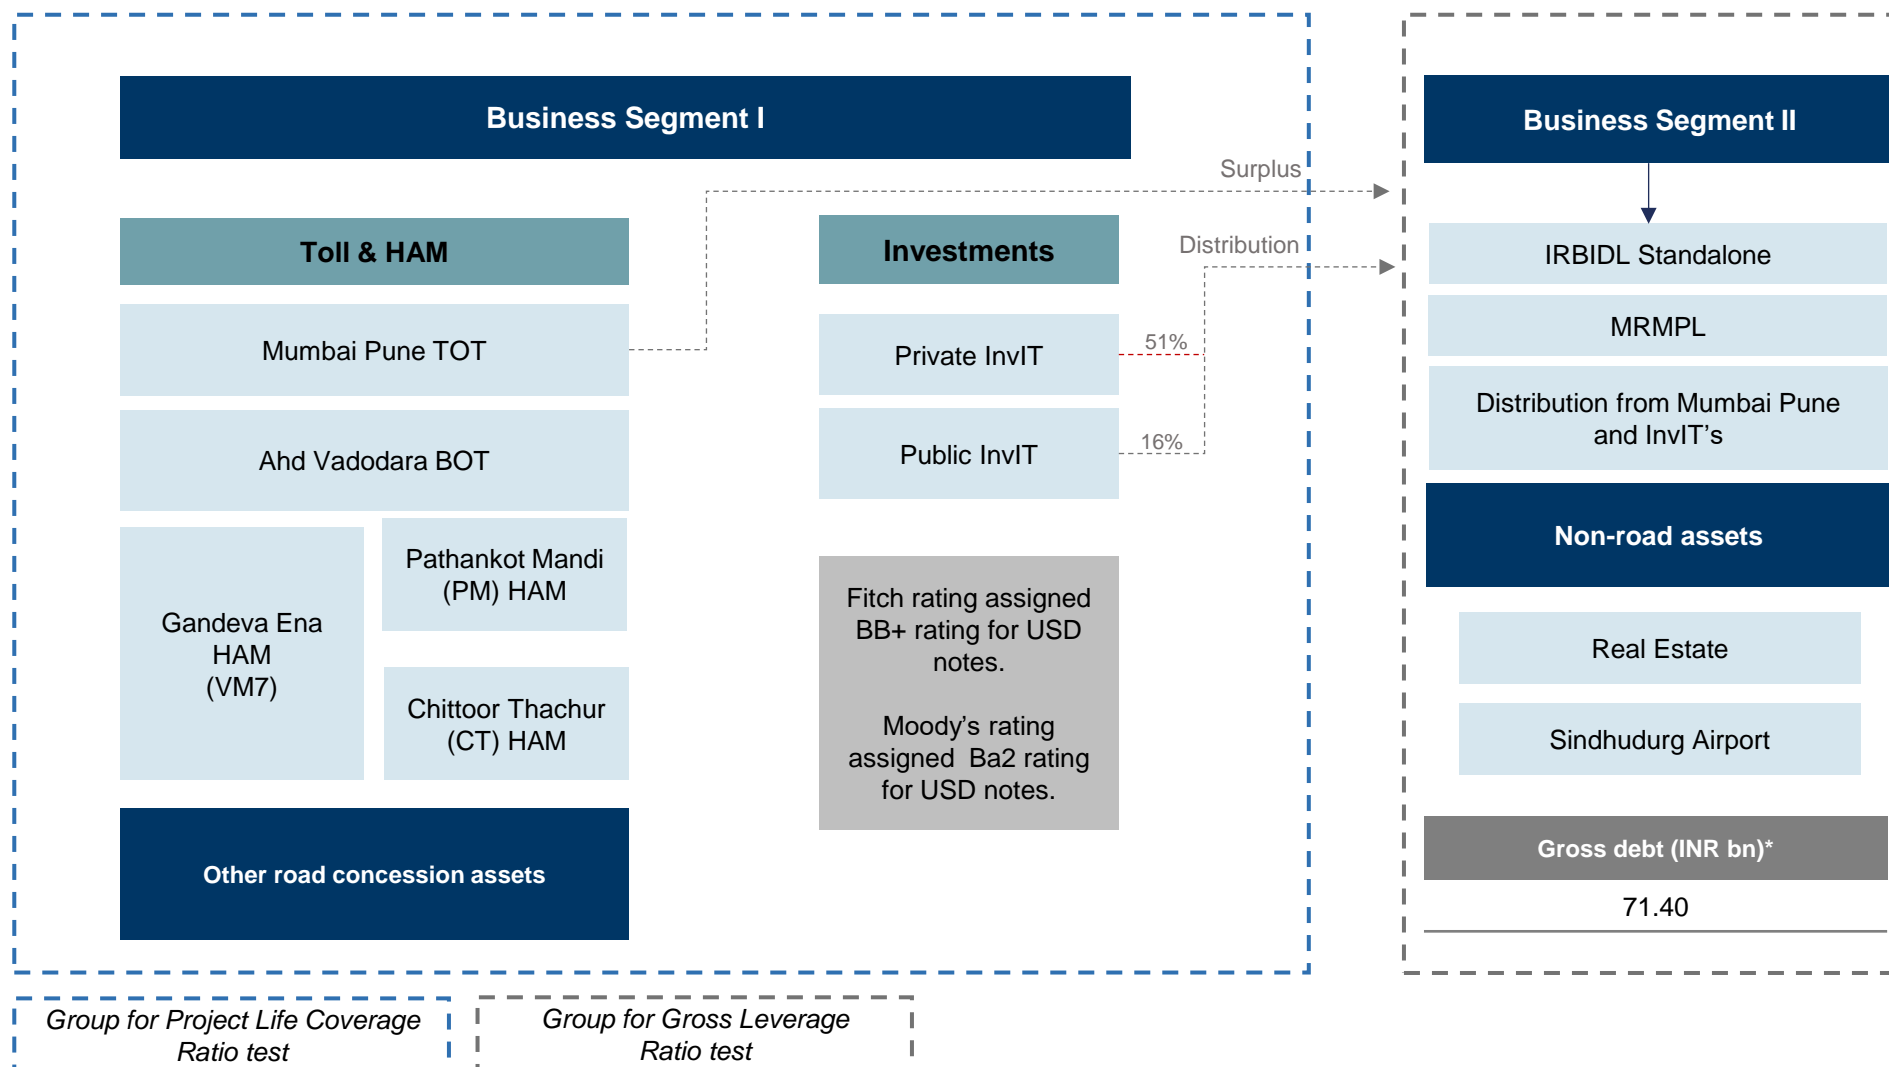 Business Segment I
Surplus
Distribution
Toll & HAM
Mumbai Pune TOT
Ahd Vadodara BOT
Gandeva Ena
HAM
(VM7)
Pathankot Mandi
(PM) HAM
Chittoor Thachur
(CT) HAM
Other road concession assets
Investments
Private InvIT
51%
Public InvIT
16%
Fitch rating assigned
BB+ rating for USD
notes.
Moody’s rating
assigned Ba2 rating
for USD notes.
Business Segment II
IRBIDL Standalone
MRMPL
Distribution from Mumbai Pune
and InvIT’s
Non-road assets
Real Estate
Sindhudurg Airport
Gross debt (INR bn)*
71.40
Group for Project Life Coverage
Ratio test
Group for Gross Leverage
Ratio test